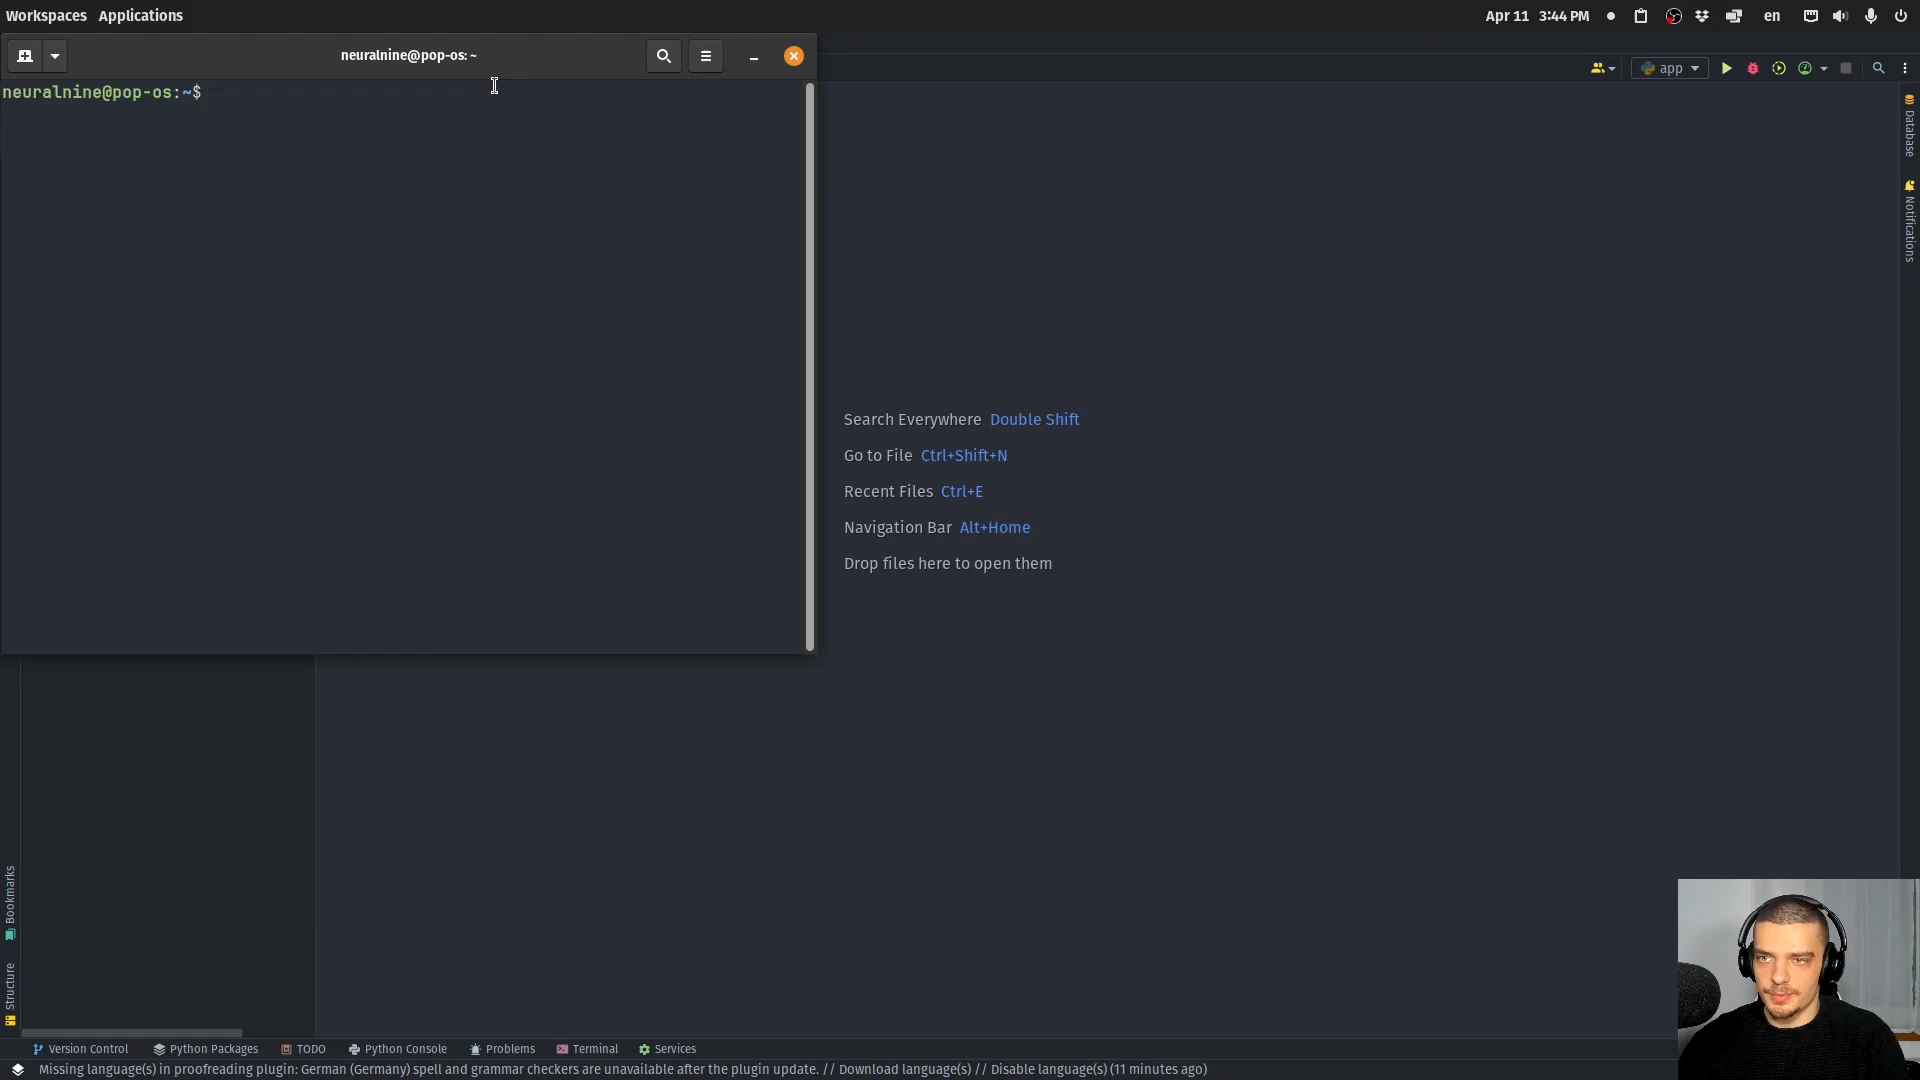 Workspaces Applications
Apr 11 3:44 PM
en
neuralnine@pop-os: ~
app
neuralnine@pop-os:~$
Database
Notifications
Search Everywhere Double Shift
Go to File Ctrl+Shift+N
Recent Files Ctrl+E
Navigation Bar Alt+Home
Drop files here to open them
Bookmarks
Structure
Version Control Python Packages TODO Python Console Problems Terminal Services
Missing language(s) in proofreading plugin: German (Germany) spell and grammar checkers are unavailable after the plugin update. // Download language(s) // Disable language(s) (11 minutes ago)